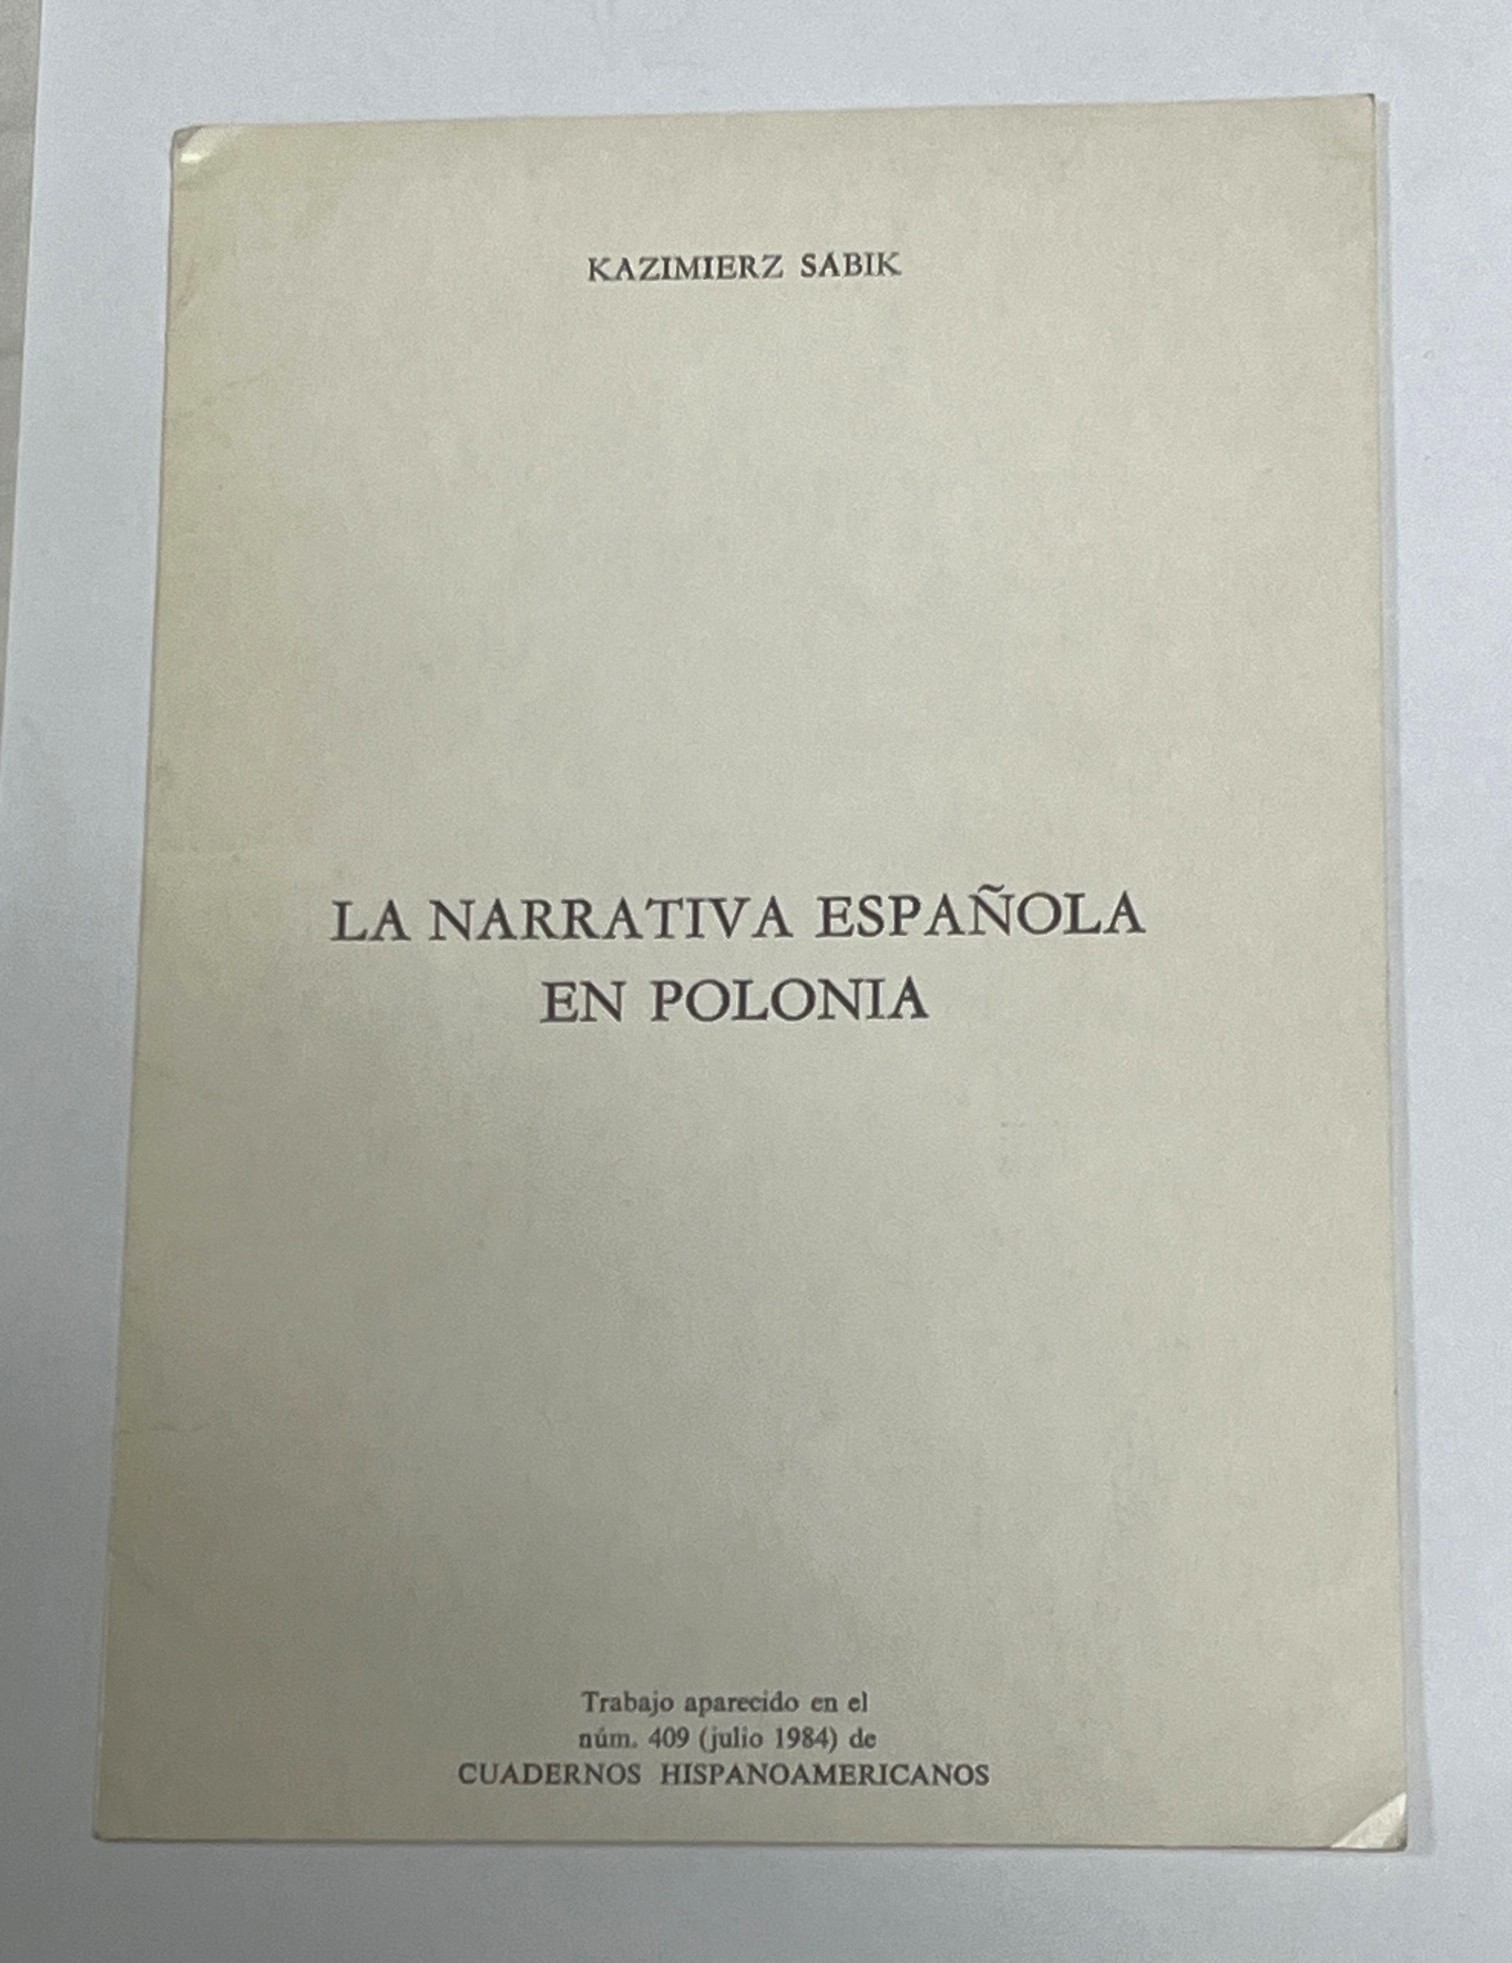 KAZIMIERZ SABIK
LA NARRATIVA ESPAÑOLA
EN POLONIA
Trabajo aparecido en el
núm. 409 (julio 1984) de
CUADERNOS HISPANOAMERICANOS